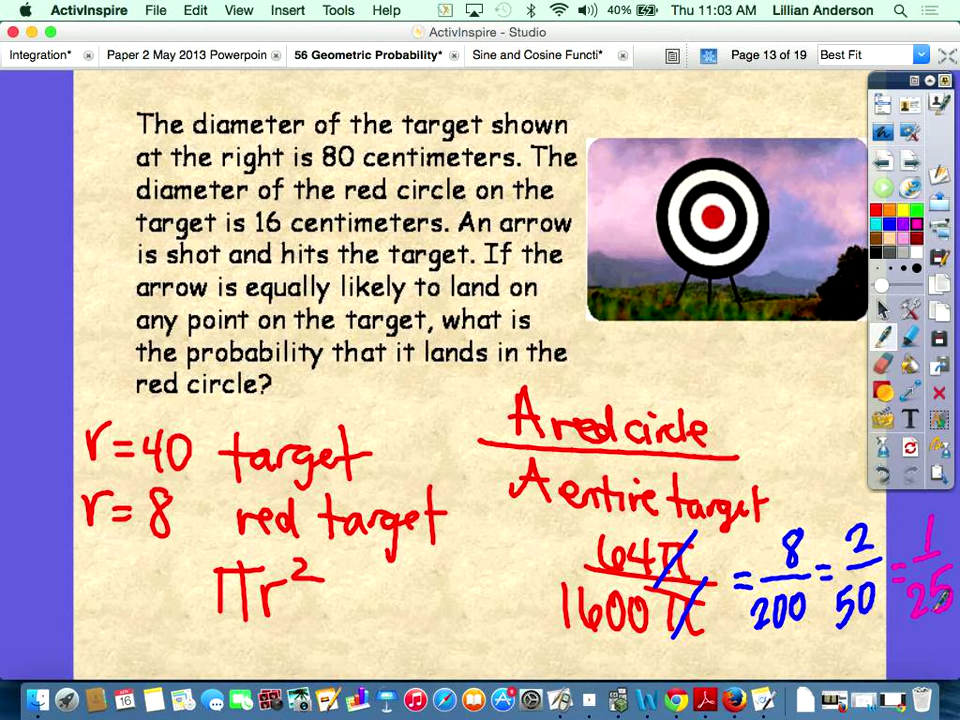 ActivInspire File Edit View Insert Tools Help 40% Thu 11:03 AM Lillian Anderson
ActivInspire - Studio
Integration* Paper 2 May 2013 Powerpoin 56 Geometric Probability* Sine and Cosine Functi* Page 13 of 19 Best Fit
The diameter of the target shown
at the right is 80 centimeters. The
diameter of the red circle on the
target is 16 centimeters. An arrow
is shot and hits the target. If the
arrow is equally likely to land on
any point on the target, what is
the probability that it lands in the
red circle?
r=40 target
r=8 red target
πr²
A red circle
A entire target
64π
1600π
= 8/200 = 2/50 = 1/25